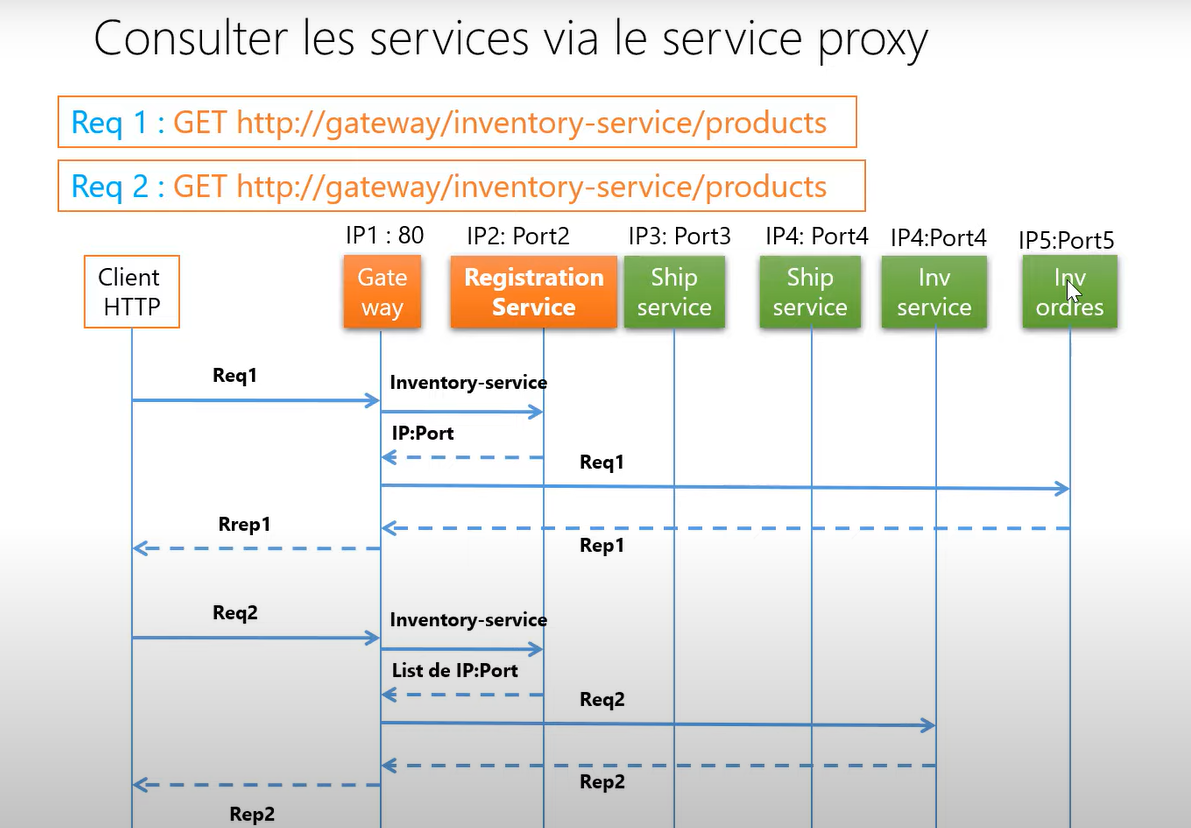 Consulter les services via le service proxy
Req 1 : GET http://gateway/inventory-service/products
Req 2 : GET http://gateway/inventory-service/products
IP1 : 80
IP2: Port2
IP3: Port3
IP4: Port4
IP4:Port4
IP5:Port5
Client
HTTP
Gate
way
Registration
Service
Ship
service
Ship
service
Inv
service
Inv
ordres
Req1
Inventory-service
IP:Port
Req1
Rrep1
Rep1
Req2
Inventory-service
List de IP:Port
Req2
Rep2
Rep2